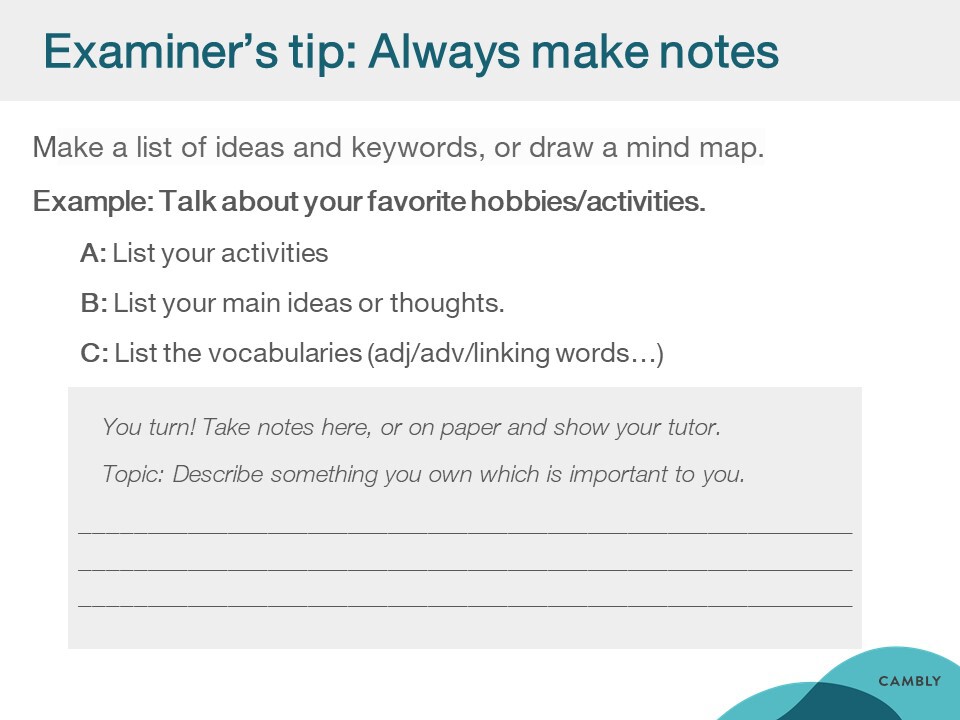 Examiner’s tip: Always make notes
Make a list of ideas and keywords, or draw a mind map.
Example: Talk about your favorite hobbies/activities.
A: List your activities
B: List your main ideas or thoughts.
C: List the vocabularies (adj/adv/linking words…)
You turn! Take notes here, or on paper and show your tutor.
Topic: Describe something you own which is important to you.
CAMBLY